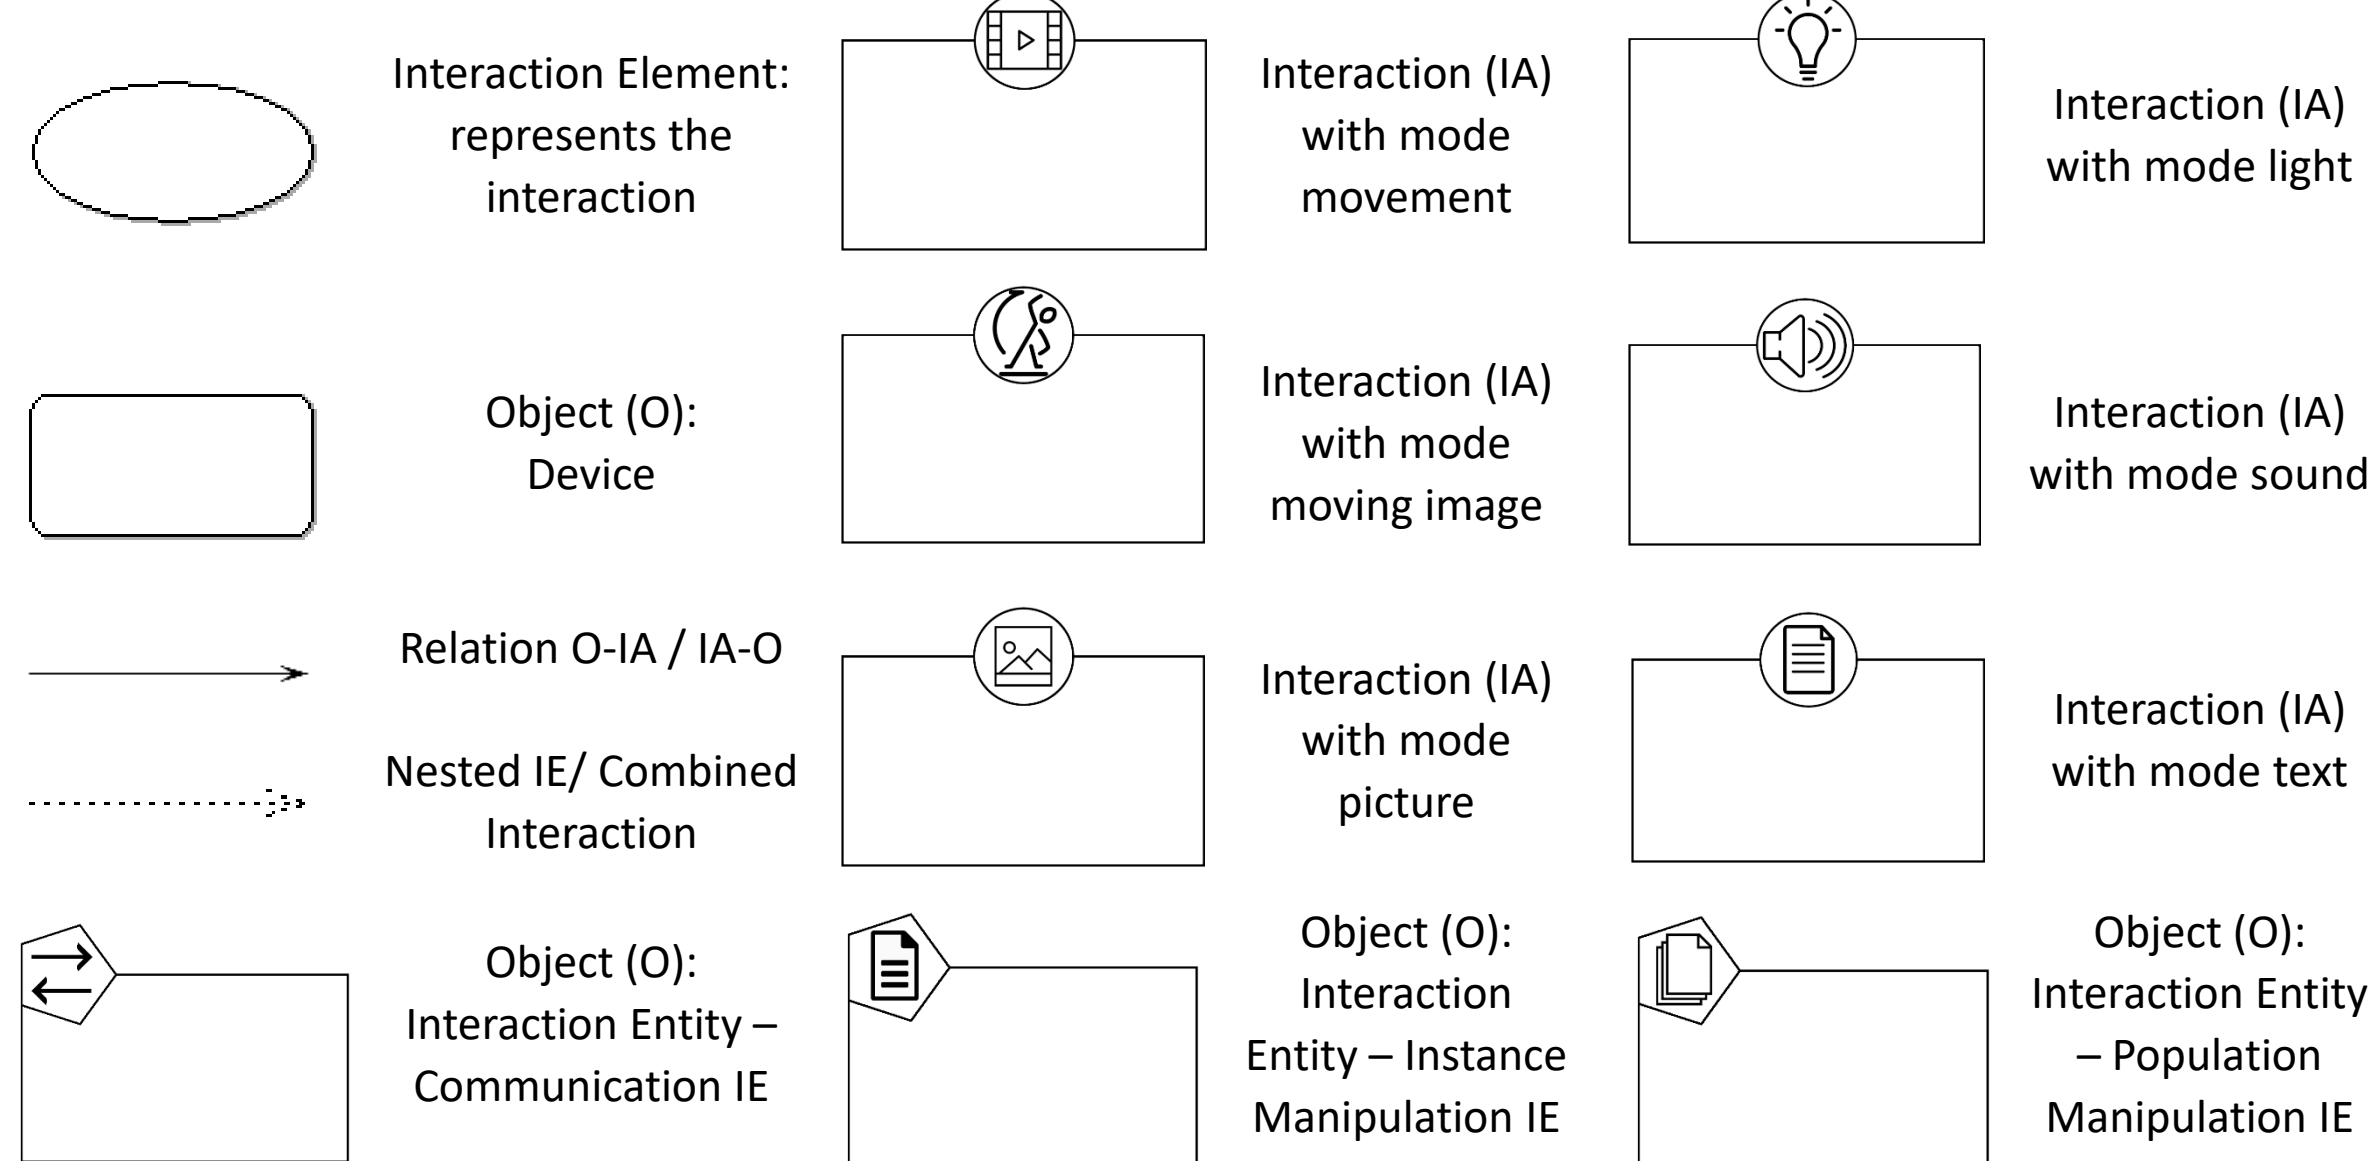 Interaction Element:
represents the
interaction
Interaction (IA)
with mode
movement
Interaction (IA)
with mode light
Object (O):
Device
Interaction (IA)
with mode
moving image
Interaction (IA)
with mode sound
Relation O-IA / IA-O
Nested IE/ Combined
Interaction
Interaction (IA)
with mode
picture
Interaction (IA)
with mode text
Object (O):
Interaction Entity –
Communication IE
Object (O):
Interaction
Entity – Instance
Manipulation IE
Object (O):
Interaction Entity
– Population
Manipulation IE